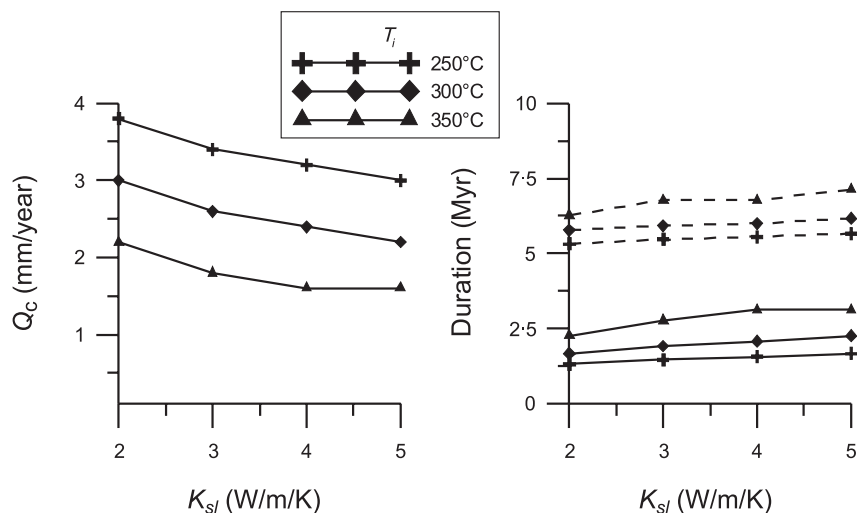 T_i
250°C
300°C
350°C
4
3
2
1
Q_c (mm/year)
2 3 4 5
K_sl (W/m/K)
10
7·5
5
2·5
0
Duration (Myr)
2 3 4 5
K_sl (W/m/K)